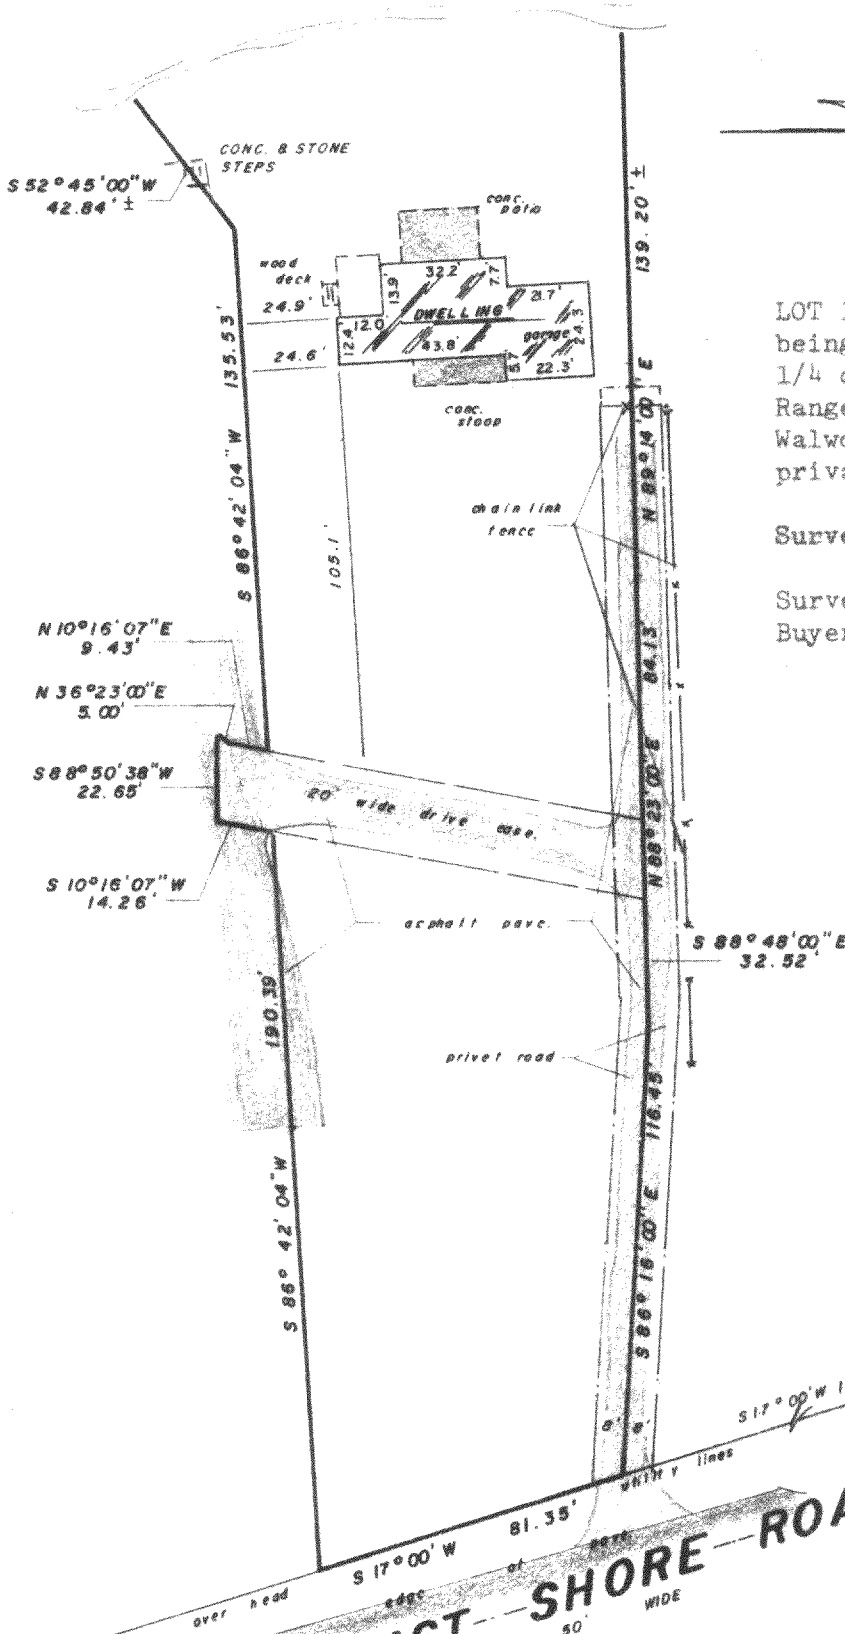 CONC. & STONE
STEPS
S 52°45'00"W
42.84' ±
139.20' ±
conc.
patio
wood
deck
32.2'
7.7'
13.9'
21.7'
24.9'
DWELLING
12.0'
12.4'
43.8'
garage
24.3'
24.6'
5.7'
22.3'
conc.
stoop
135.53'
S 86°42'04"W
105.1'
chain link
fence
N 89°14'00"E
LOT
being
1/4
Range
Walwo
priva
Surve
Surve
Buyer
N 10°16'07"E
9.43'
N 36°23'00"E
5.00'
84.13'
S 88°50'38"W
22.65'
20' wide drive ease.
N 88°23'00"E
S 10°16'07"W
14.26'
acphalt pave.
S 88°48'00"E
32.52'
190.39'
privet road
116.45'
S 86°42'04"W
S 86°16'00"E
8' 8'
S 17°00'W
utility lines
81.35'
S 17°00'W
over head
edge of pave.
SHORE ROA
50' WIDE